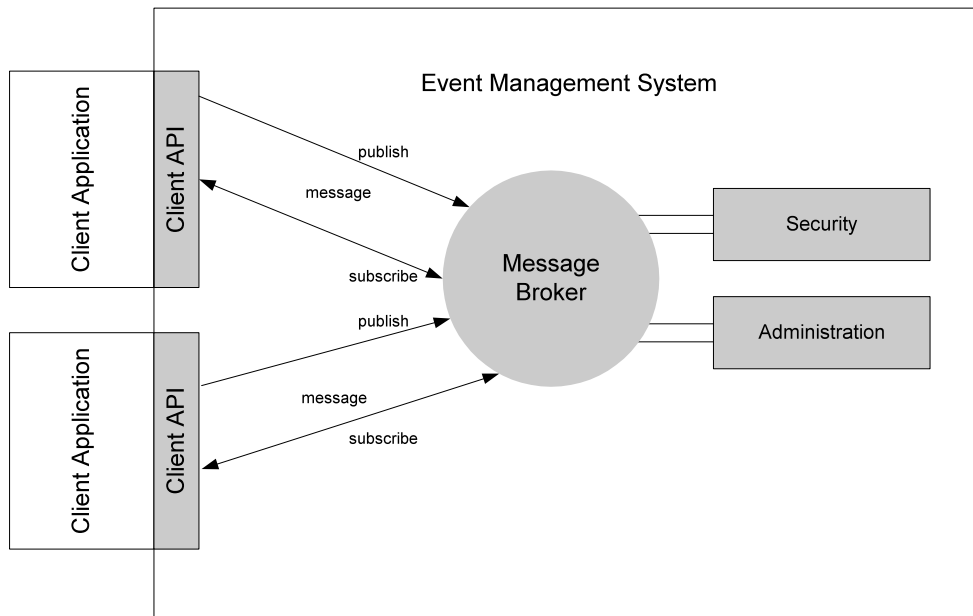 Event Management System
Client Application
Client API
publish
message
subscribe
Message
Broker
Security
Administration
Client Application
Client API
publish
message
subscribe